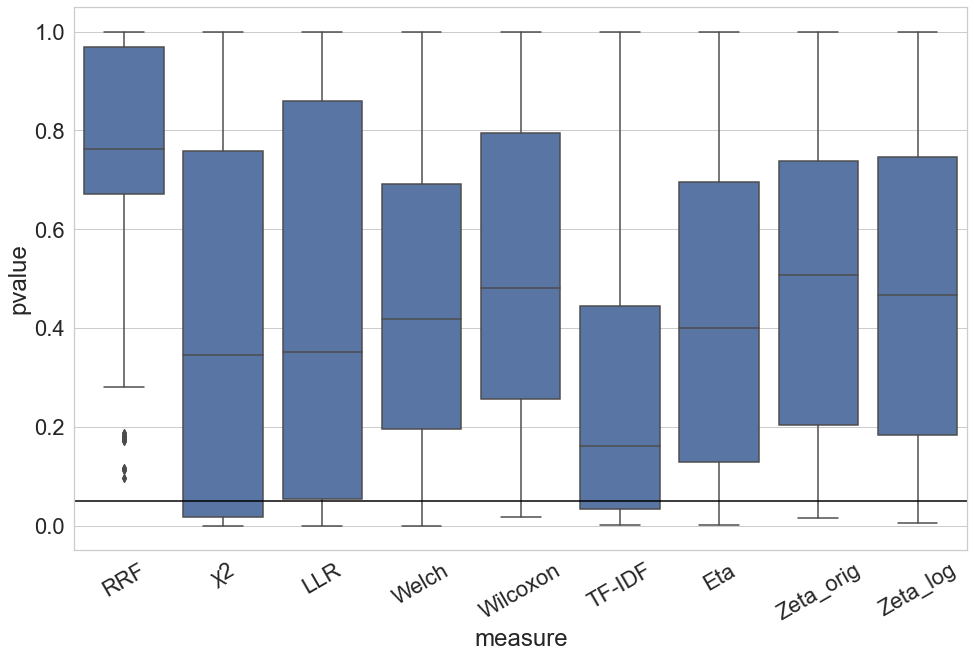 pvalue
1.0
0.8
0.6
0.4
0.2
0.0
RRF
χ2
LLR
Welch
Wilcoxon
TF-IDF
Eta
Zeta_orig
Zeta_log
measure